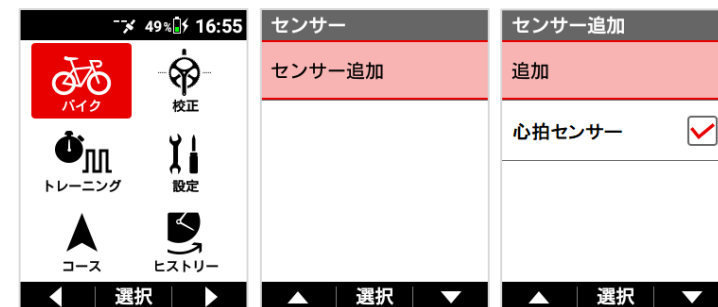 49% 16:55
バイク
校正
トレーニング
設定
コース
ヒストリー
選択
センサー
センサー追加
選択
センサー追加
追加
心拍センサー
選択